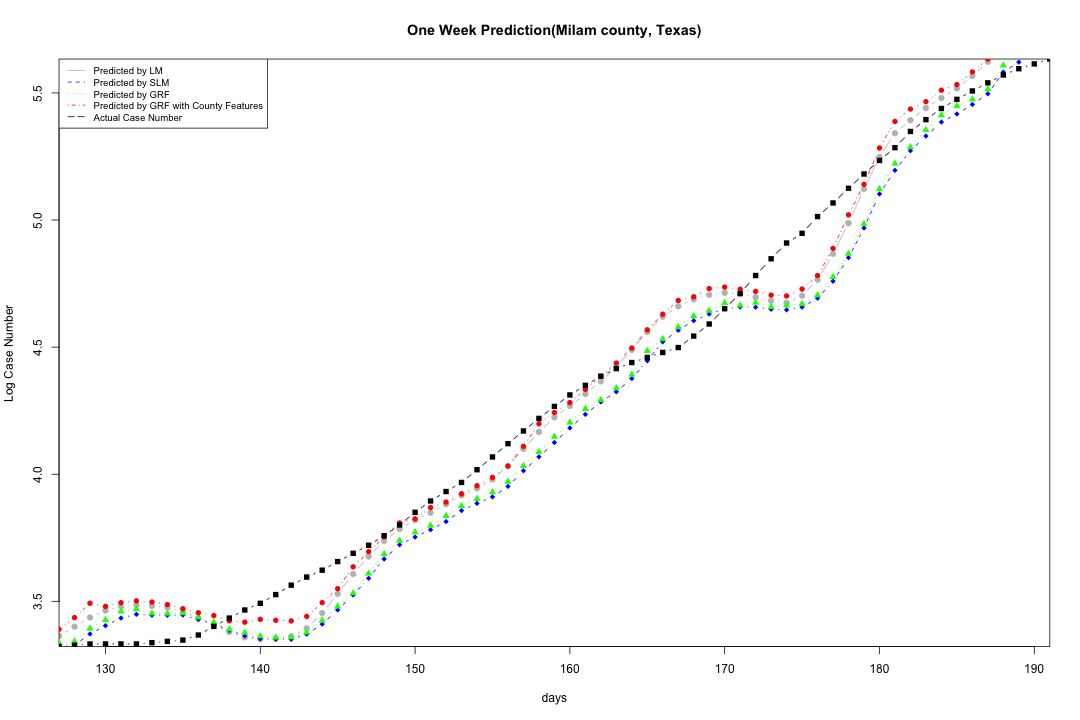 One Week Prediction(Milam county, Texas)
Predicted by LM
Predicted by SLM
Predicted by GRF
Predicted by GRF with County Features
Actual Case Number
5.5
5.0
4.5
4.0
3.5
Log Case Number
130 140 150 160 170 180 190
days